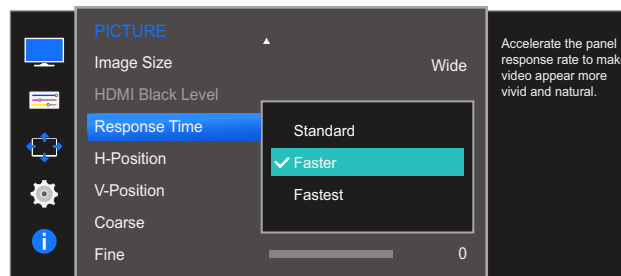 PICTURE
Image Size Wide
HDMI Black Level
Response Time
Standard
Faster
Fastest
H-Position
V-Position
Coarse
Fine 0
Accelerate the panel
response rate to mak
video appear more
vivid and natural.